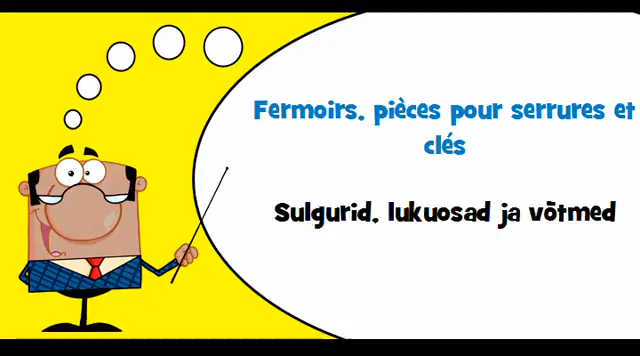 Fermoirs, pièces pour serrures et
clés
Sulgurid, lukuosad ja võtmed